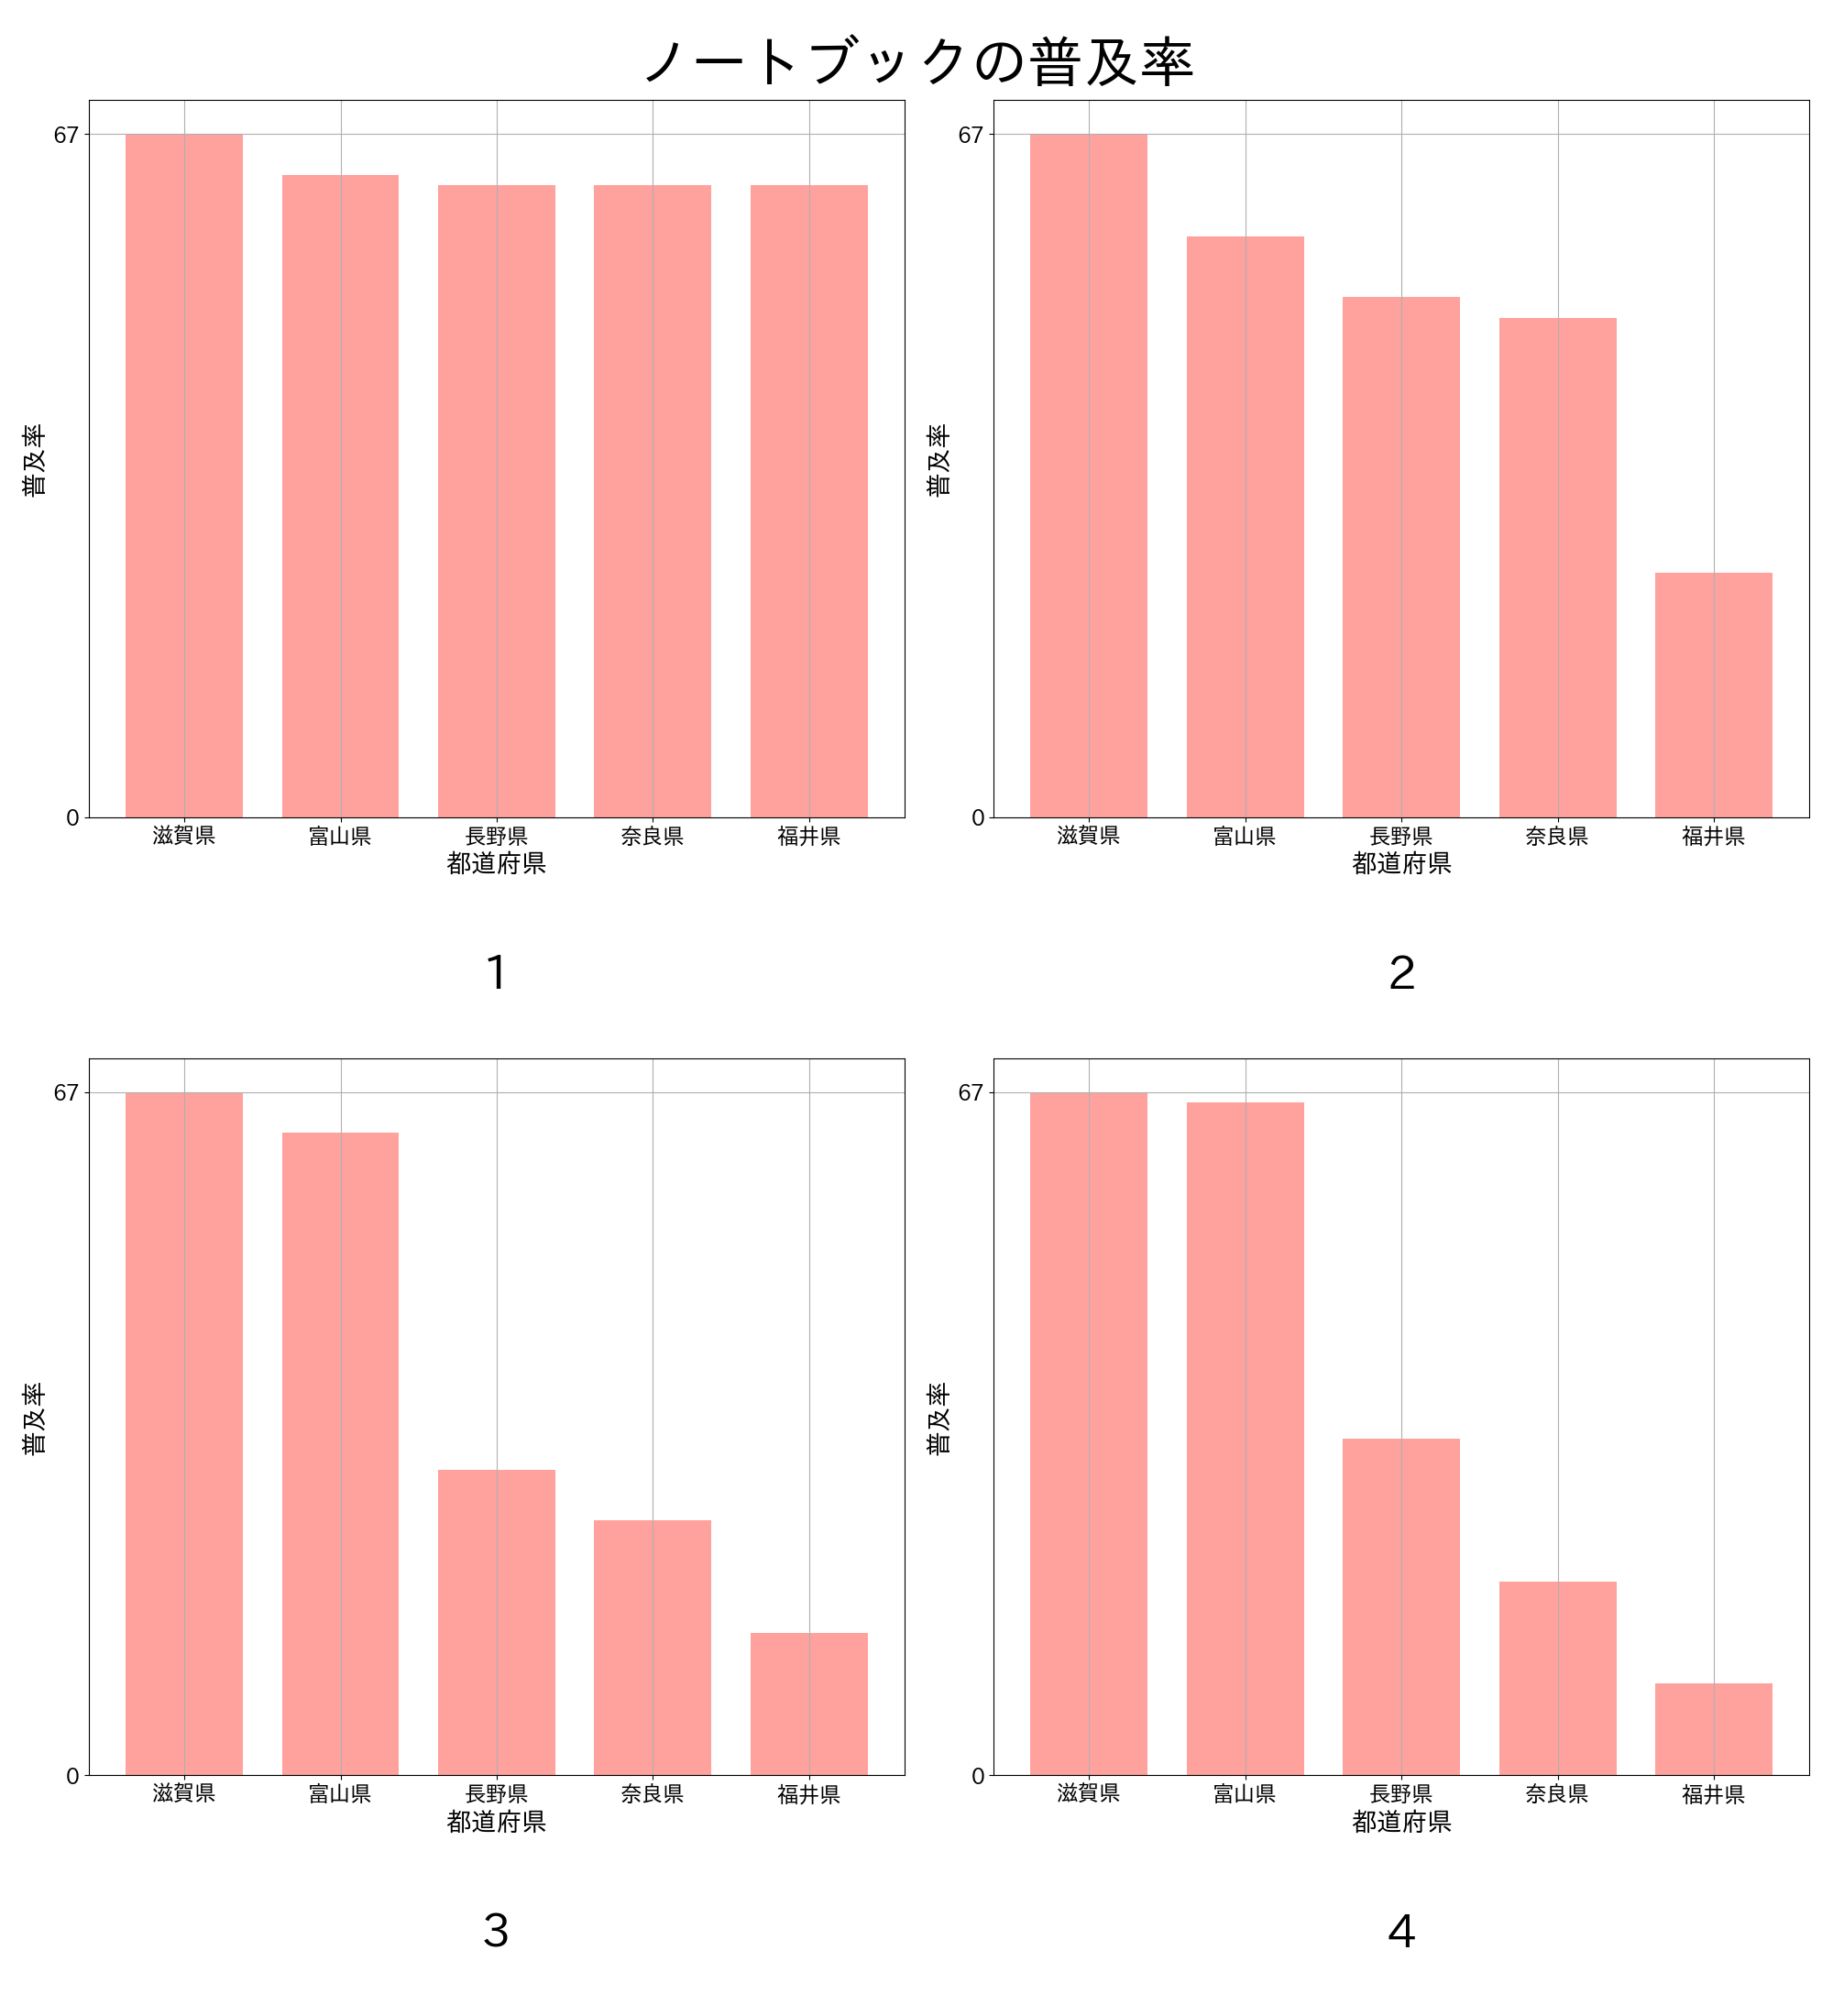 ノートブックの普及率
67
0
普及率
滋賀県 富山県 長野県 奈良県 福井県
都道府県
1
67
0
普及率
滋賀県 富山県 長野県 奈良県 福井県
都道府県
2
67
0
普及率
滋賀県 富山県 長野県 奈良県 福井県
都道府県
3
67
0
普及率
滋賀県 富山県 長野県 奈良県 福井県
都道府県
4